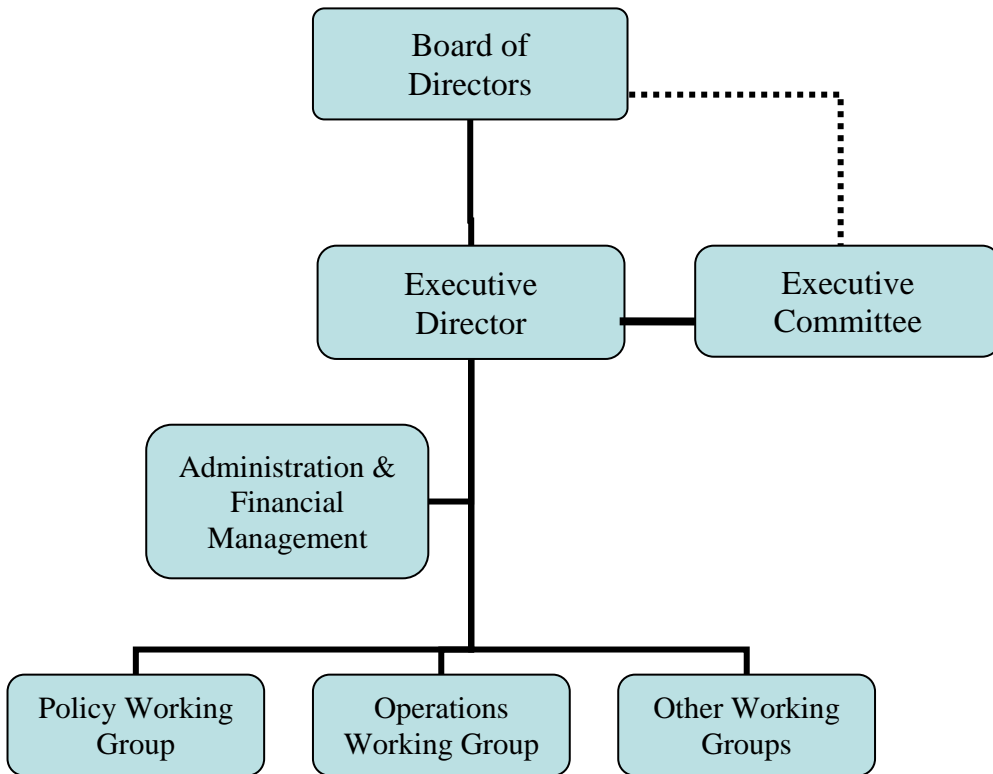 Board of
Directors
Executive
Director
Executive
Committee
Administration &
Financial
Management
Policy Working
Group
Operations
Working Group
Other Working
Groups